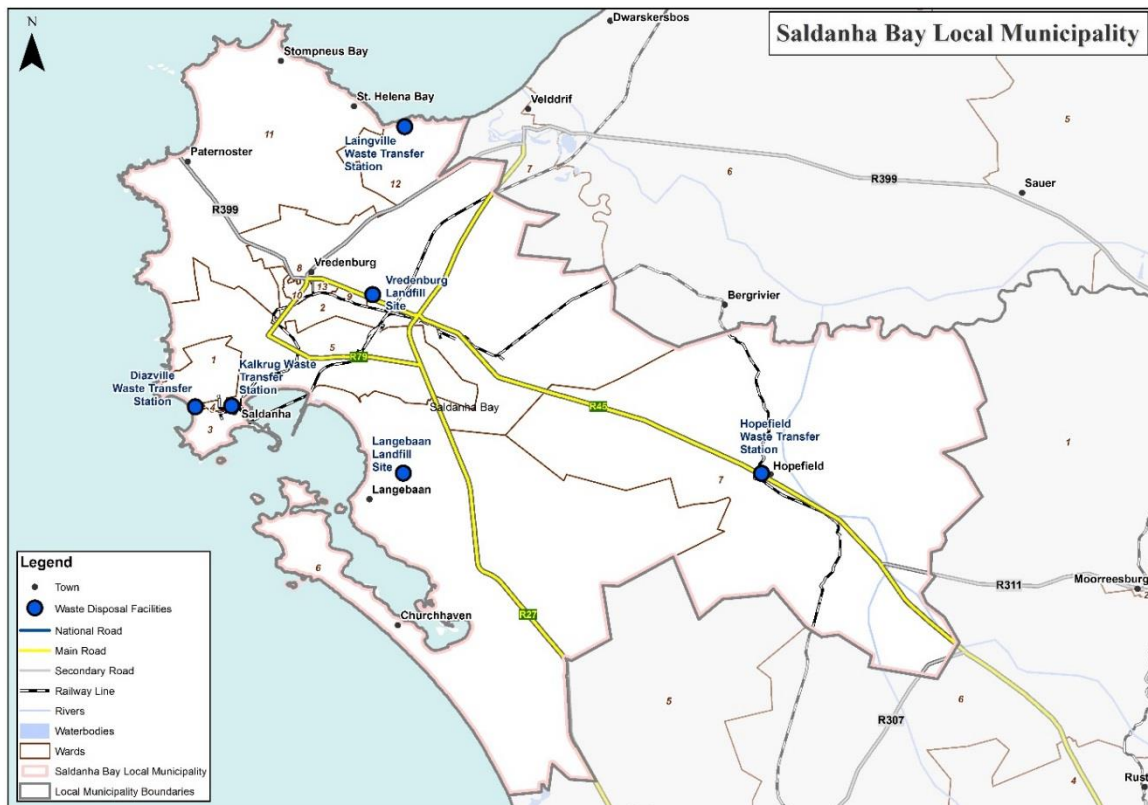 N
Saldanha Bay Local Municipality
Dwarskersbos
Stompneus Bay
St. Helena Bay
Velddrif
5
11
Laingville
Waste Transfer
Station
Paternoster
12
7
6
R399
Sauer
R399
8
Vredenburg
Vredenburg
Landfill
Site
13
10
9
2
Bergrivier
5
R79
1
Diazville
Waste Transfer
Station
Kalkrug Waste
Transfer
Station
4
Saldanha
3
Saldanha Bay
R45
1
Langebaan
Landfill
Site
Langebaan
Hopefield
Waste Transfer
Station
7
Hopefield
6
Churchhaven
R27
R311
Moorreesburg
2
5
6
R307
4
Rust
Legend
Town
Waste Disposal Facilities
National Road
Main Road
Secondary Road
Railway Line
Rivers
Waterbodies
Wards
Saldanha Bay Local Municipality
Local Municipality Boundaries